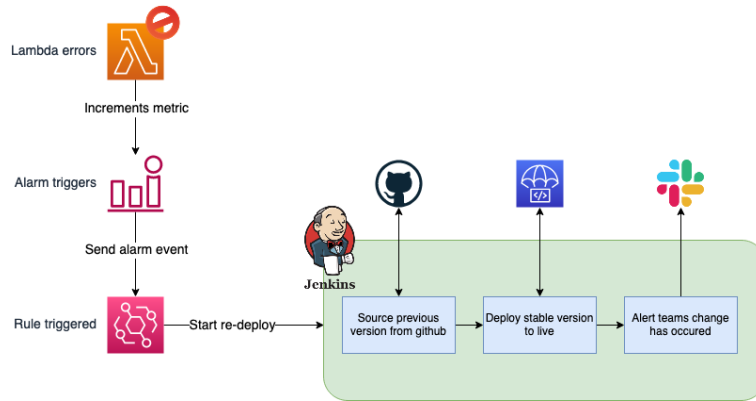 Lambda errors
Increments metric
Alarm triggers
Send alarm event
Jenkins
Rule triggered
Start re-deploy
Source previous
version from github
Deploy stable version
to live
Alert teams change
has occured